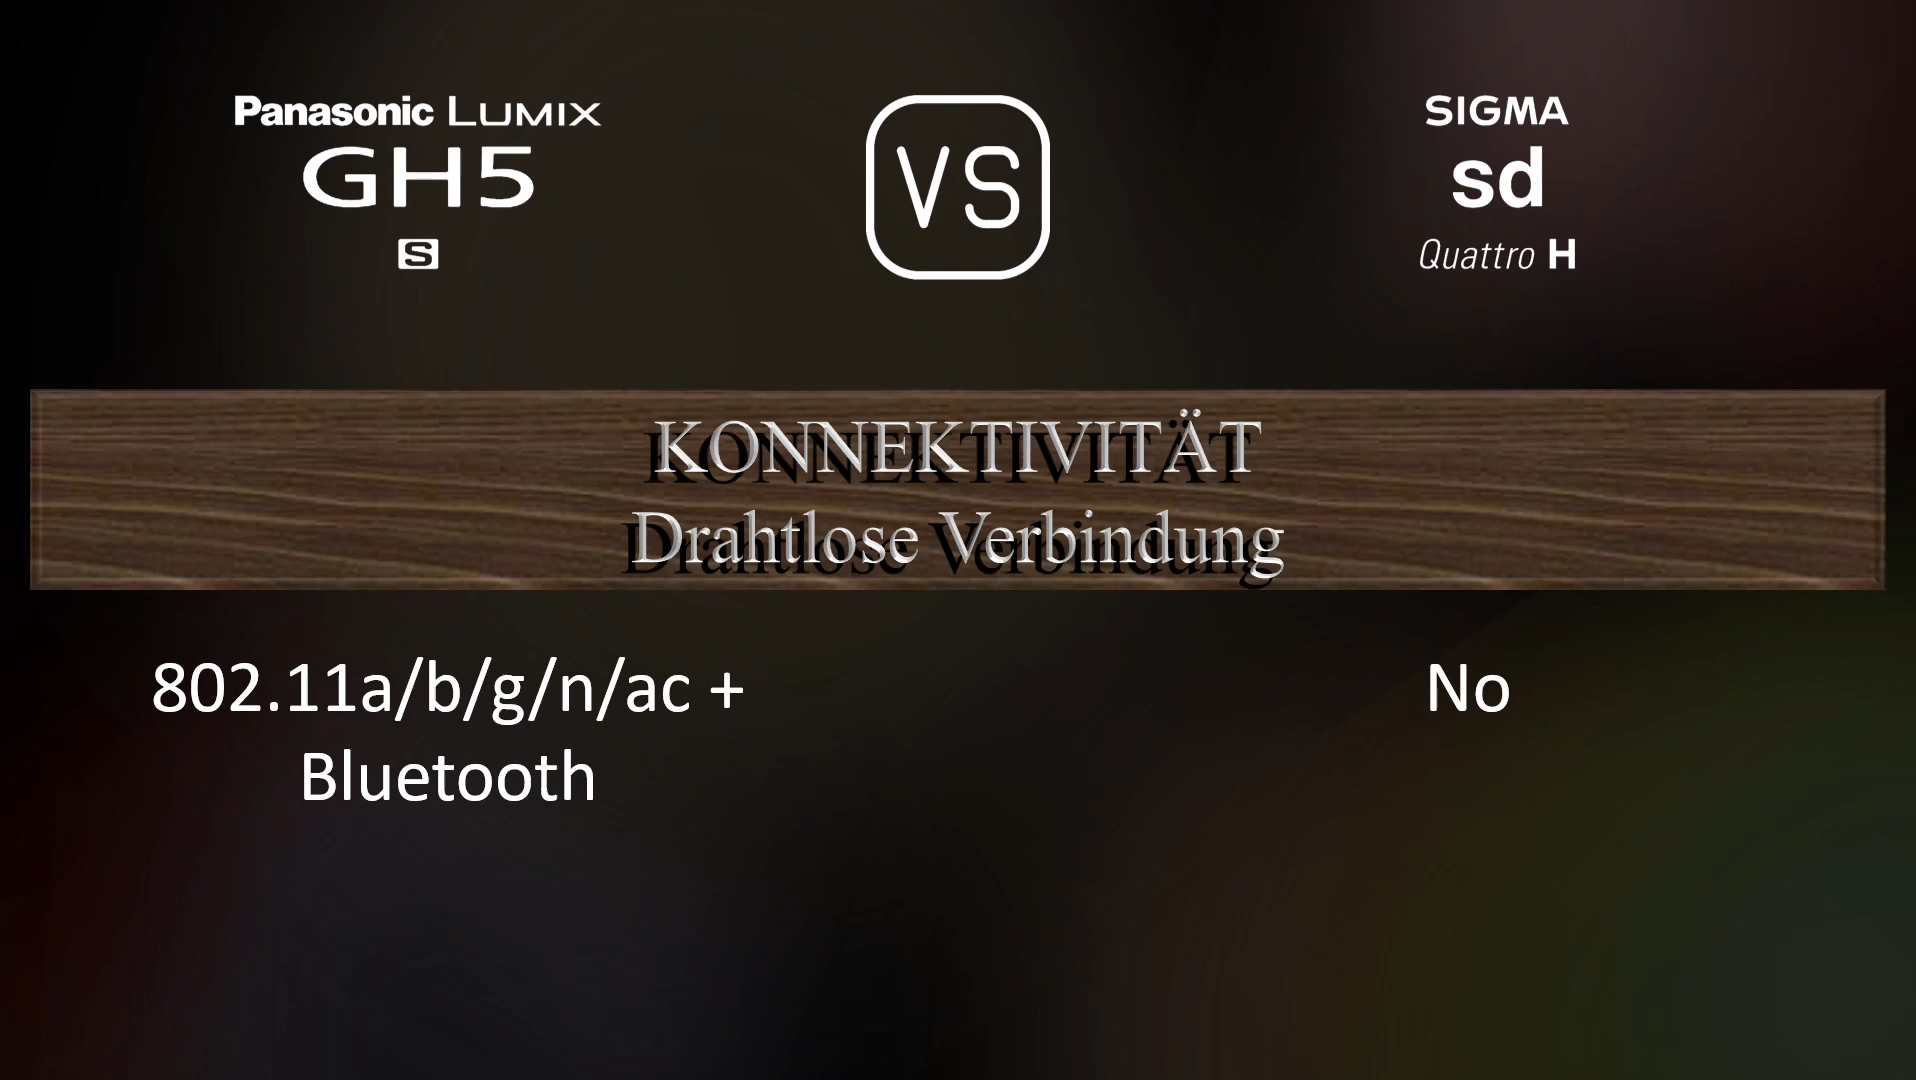 Panasonic LUMIX
GH5
S
VS
SIGMA
sd
Quattro H
KONNEKTIVITÄT
Drahtlose Verbindung
802.11a/b/g/n/ac +
Bluetooth
No